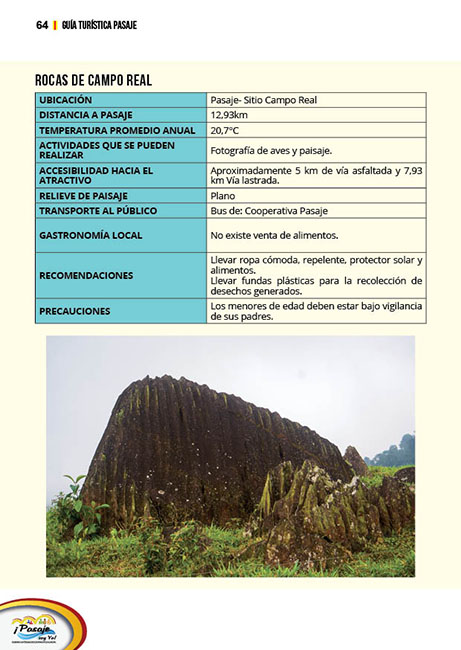 64 | GUÍA TURÍSTICA PASAJE
ROCAS DE CAMPO REAL
UBICACIÓN Pasaje- Sitio Campo Real
DISTANCIA A PASAJE 12,93km
TEMPERATURA PROMEDIO ANUAL 20,7°C
ACTIVIDADES QUE SE PUEDEN
REALIZAR
Fotografía de aves y paisaje.
ACCESIBILIDAD HACIA EL
ATRACTIVO
Aproximadamente 5 km de vía asfaltada y 7,93
km Vía lastrada.
RELIEVE DE PAISAJE Plano
TRANSPORTE AL PÚBLICO Bus de: Cooperativa Pasaje
GASTRONOMÍA LOCAL No existe venta de alimentos.
RECOMENDACIONES
Llevar ropa cómoda, repelente, protector solar y
alimentos.
Llevar fundas plásticas para la recolección de
desechos generados.
PRECAUCIONES
Los menores de edad deben estar bajo vigilancia
de sus padres.
¡Pasaje
soy Yo!